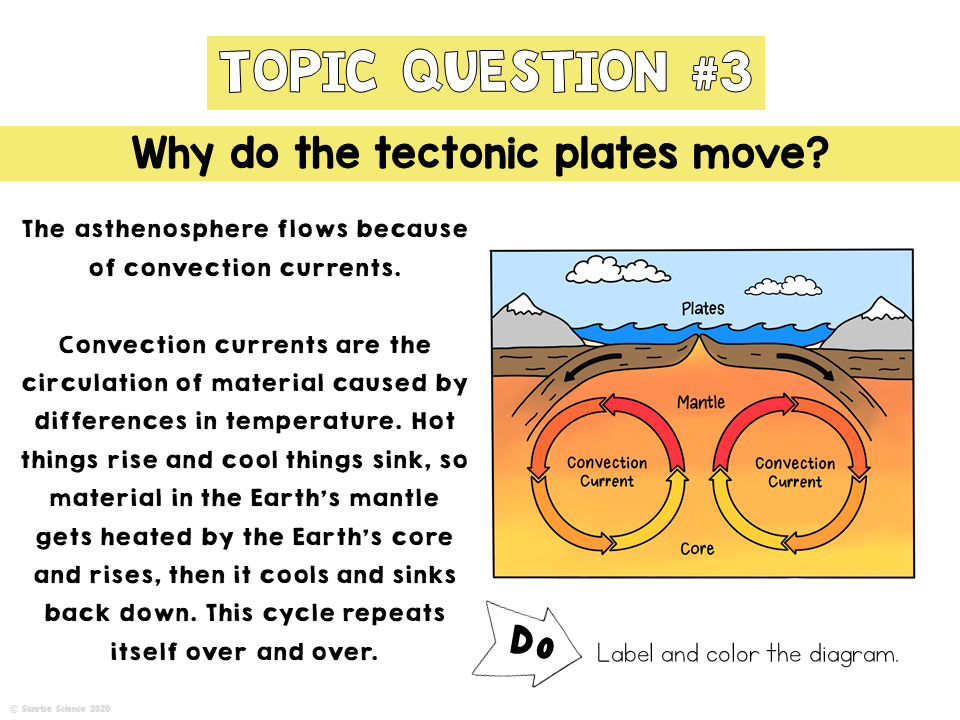 TOPIC QUESTION #3
Why do the tectonic plates move?
The asthenosphere flows because
of convection currents.
Convection currents are the
circulation of material caused by
differences in temperature. Hot
things rise and cool things sink, so
material in the Earth's mantle
gets heated by the Earth's core
and rises, then it cools and sinks
back down. This cycle repeats
itself over and over.
Plates
Mantle
Convection
Current
Convection
Current
Core
Do
Label and color the diagram.
© Sunrise Science 2020